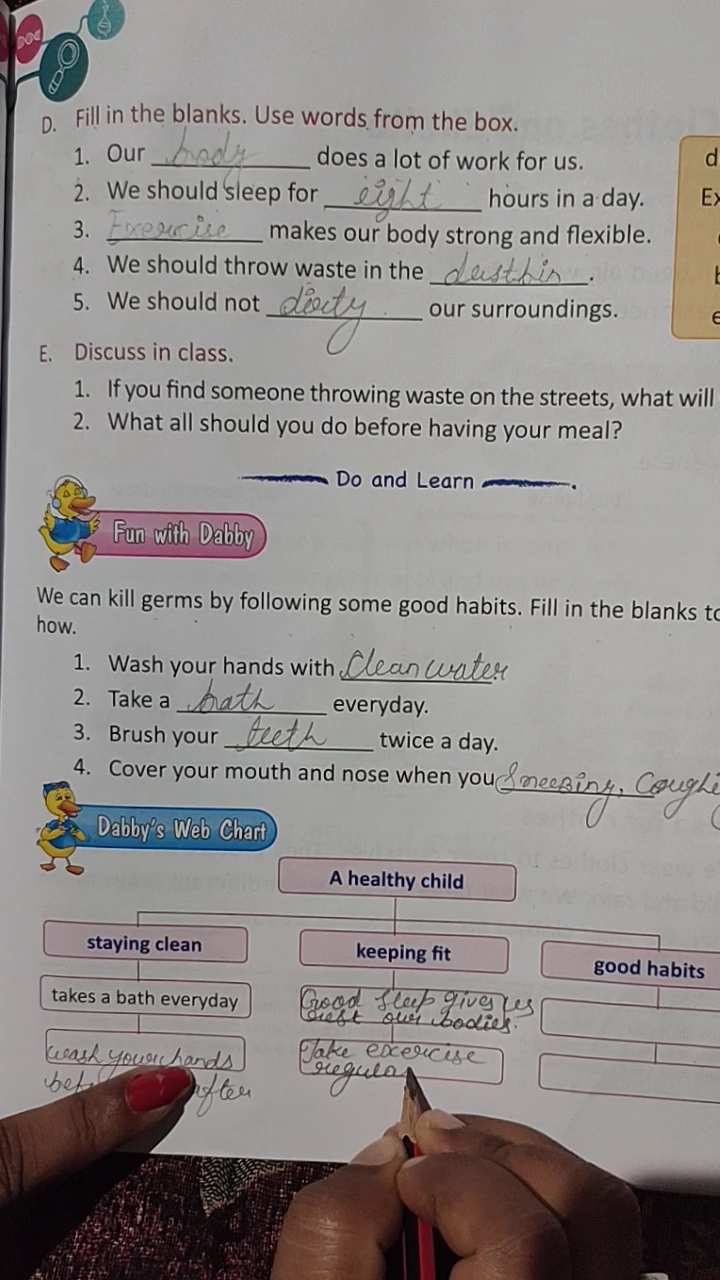 D. Fill in the blanks. Use words from the box.
1. Our body does a lot of work for us.
2. We should sleep for eight hours in a day.
3. Exercise makes our body strong and flexible.
4. We should throw waste in the dustbin.
5. We should not dirty our surroundings.
d
Ex
b
e
E. Discuss in class.
1. If you find someone throwing waste on the streets, what will
2. What all should you do before having your meal?
Do and Learn
Fun with Dabby
We can kill germs by following some good habits. Fill in the blanks to
how.
1. Wash your hands with Clean water.
2. Take a bath everyday.
3. Brush your teeth twice a day.
4. Cover your mouth and nose when you Sneezing, Coughi
Dabby's Web Chart
A healthy child
staying clean keeping fit good habits
takes a bath everyday
Good Sleep gives us
rest our bodies.
wash your hands
bef after
Take excercise
regula